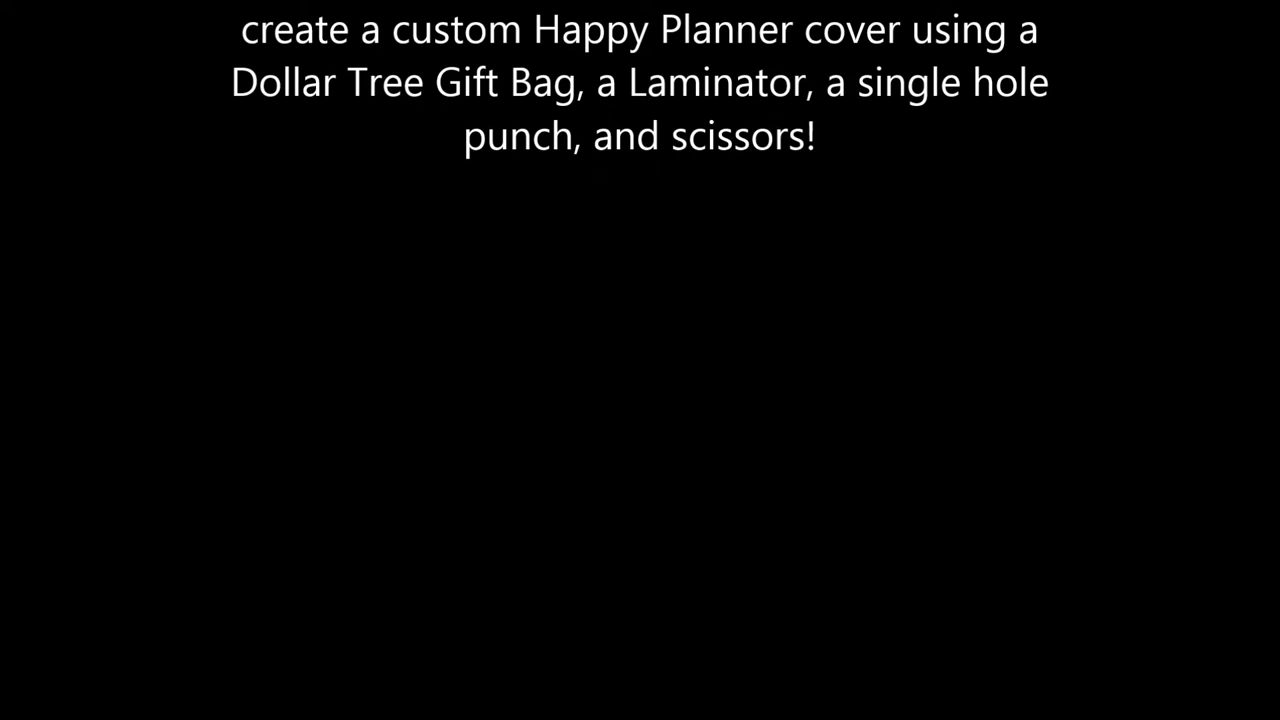 create a custom Happy Planner cover using a
Dollar Tree Gift Bag, a Laminator, a single hole
punch, and scissors!